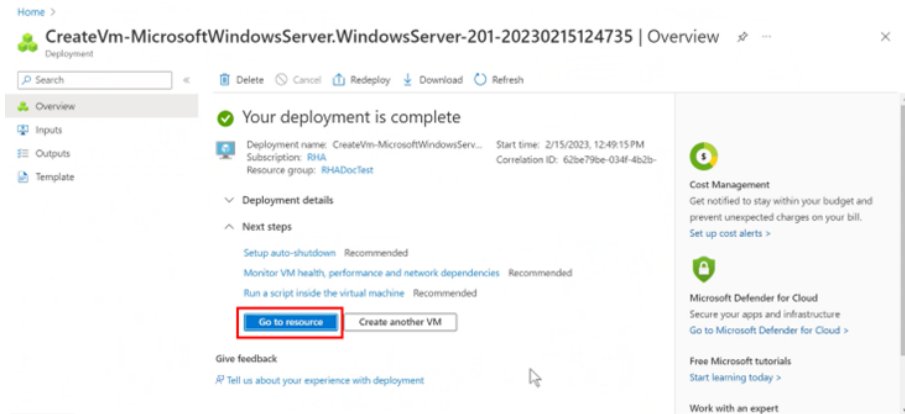 Home >
CreateVm-MicrosoftWindowsServer.WindowsServer-201-20230215124735 | Overview
Deployment
Search
Delete Cancel Redeploy Download Refresh
Overview
Inputs
Outputs
Template
Your deployment is complete
Deployment name: CreateVm-MicrosoftWindowsServ... Start time: 2/15/2023, 12:49:15 PM
Subscription: RHA Correlation ID: 62be79be-034f-4b2b-
Resource group: RHADocTest
Deployment details
Next steps
Setup auto-shutdown Recommended
Monitor VM health, performance and network dependencies Recommended
Run a script inside the virtual machine Recommended
Go to resource Create another VM
Give feedback
Tell us about your experience with deployment
Cost Management
Get notified to stay within your budget and
prevent unexpected charges on your bill.
Set up cost alerts >
Microsoft Defender for Cloud
Secure your apps and infrastructure
Go to Microsoft Defender for Cloud >
Free Microsoft tutorials
Start learning today >
Work with an expert